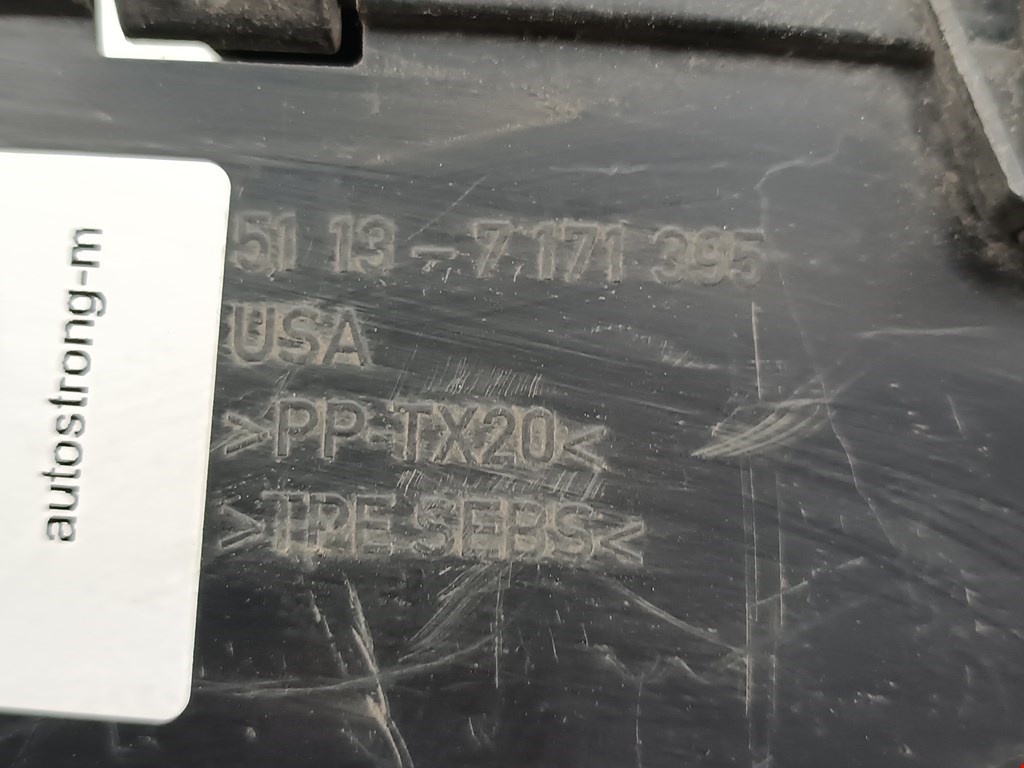 autostrong-m
51 13-7 171 395
USA
>PP-TX20<
>TPE SEBS<